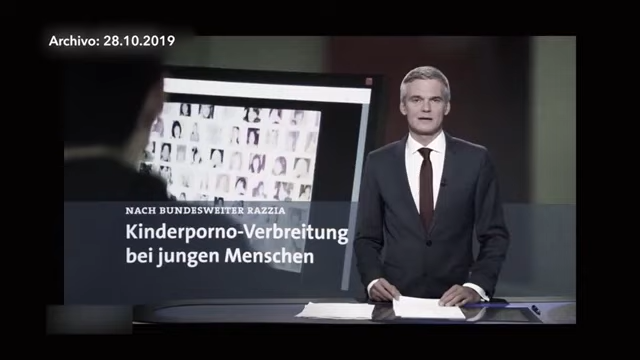 Archivo: 28.10.2019
NACH BUNDESWEITER RAZZIA
Kinderporno-Verbreitung
bei jungen Menschen